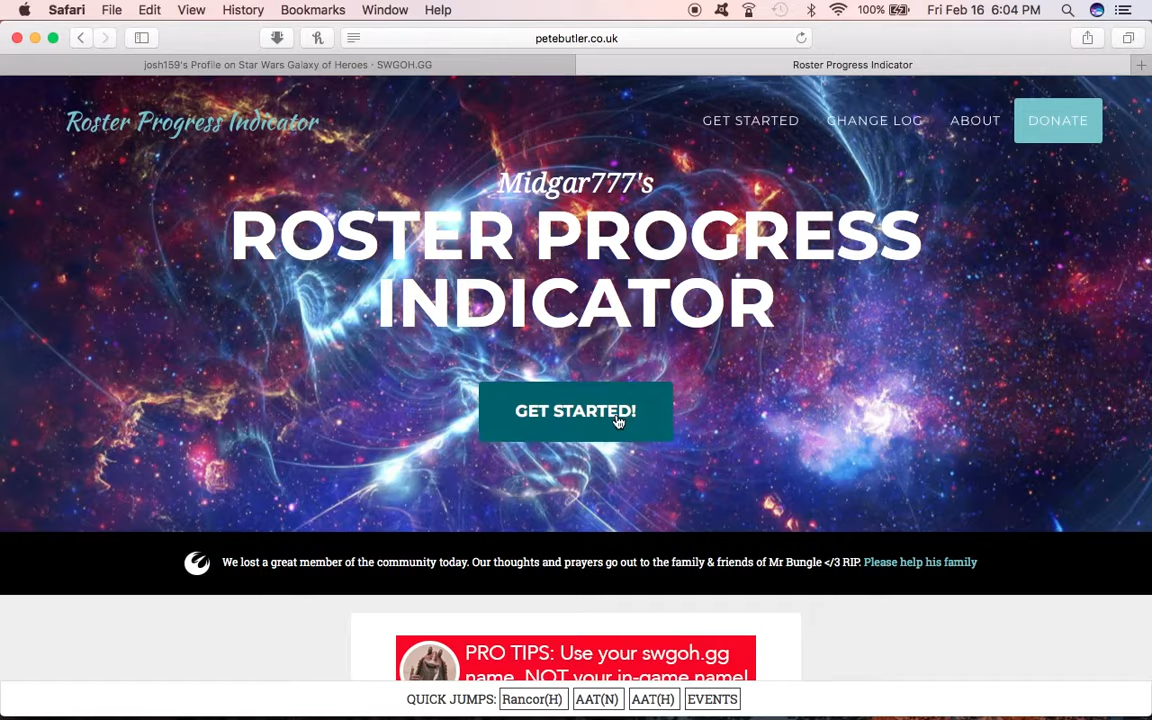 Safari File Edit View History Bookmarks Window Help 100% Fri Feb 16 6:04 PM
petebutler.co.uk
josh159's Profile on Star Wars Galaxy of Heroes · SWGOH.GG Roster Progress Indicator
Roster Progress Indicator GET STARTED CHANGE LOG ABOUT DONATE
Midgar777's
ROSTER PROGRESS
INDICATOR
GET STARTED!
We lost a great member of the community today. Our thoughts and prayers go out to the family & friends of Mr Bungle </3 RIP. Please help his family
PRO TIPS: Use your swgoh.gg
name, NOT your in-game name!
QUICK JUMPS: Rancor(H) AAT(N) AAT(H) EVENTS